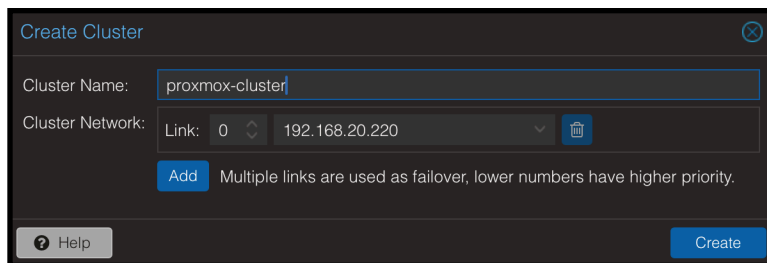 Create Cluster
Cluster Name: proxmox-cluster
Cluster Network: Link: 0 192.168.20.220
Add Multiple links are used as failover, lower numbers have higher priority.
Help Create